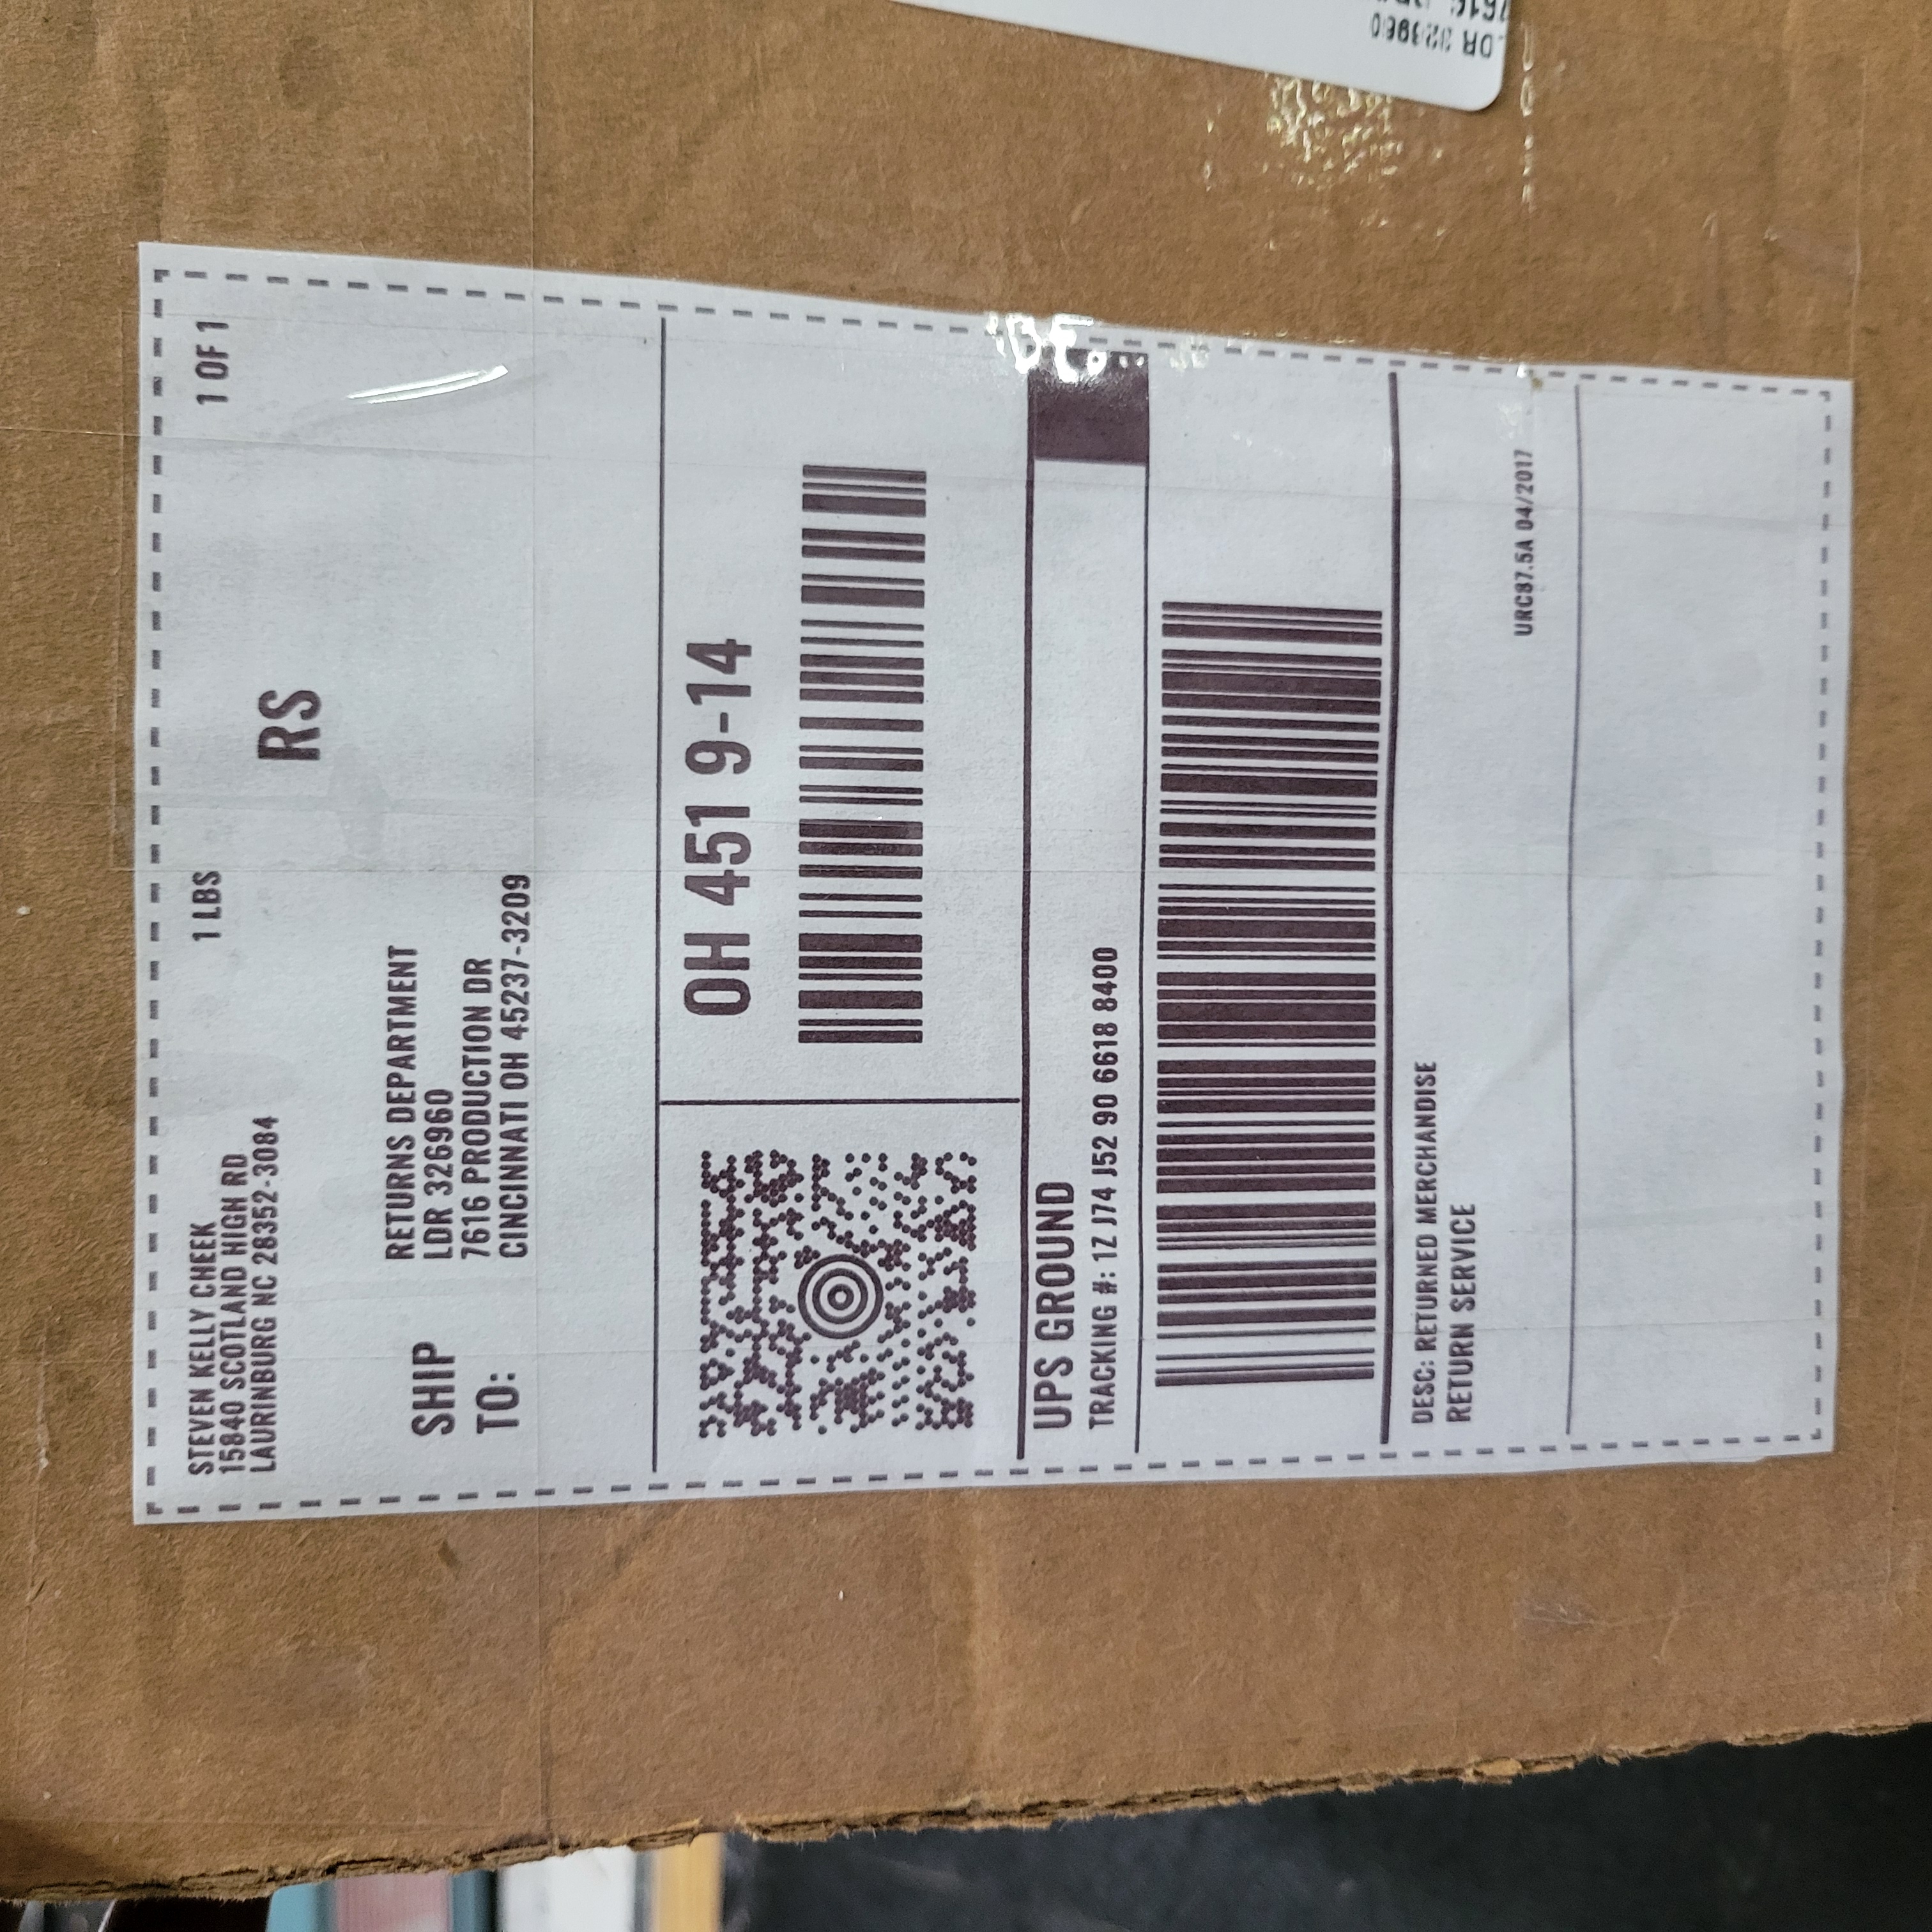 STEVEN KELLY CHEEK
15840 SCOTLAND HIGH RD
LAURINBURG NC 28352-3084
1 LBS
1 OF 1
RS
SHIP
TO:
RETURNS DEPARTMENT
LDR 326960
7616 PRODUCTION DR
CINCINNATI OH 45237-3209
OH 451 9-14
UPS GROUND
TRACKING #: 1Z J74 J52 90 6618 8400
DESC: RETURNED MERCHANDISE
RETURN SERVICE
URC87.5A 04/2017
7616